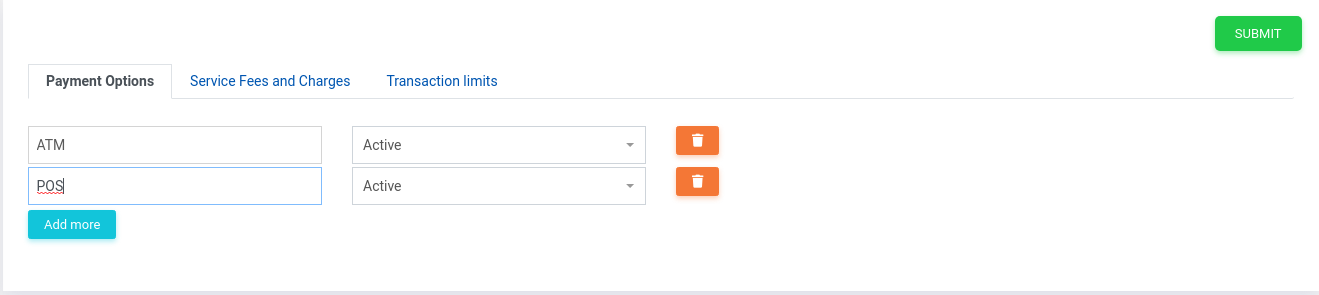 SUBMIT
Payment Options Service Fees and Charges Transaction limits
ATM Active
POS Active
Add more